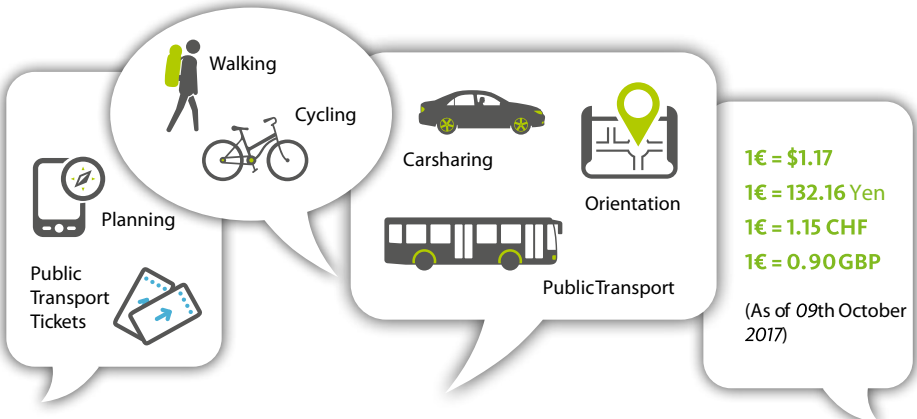 Walking
Cycling
Planning
Public
Transport
Tickets
Carsharing
Orientation
PublicTransport
1€ = $1.17
1€ = 132.16 Yen
1€ = 1.15 CHF
1€ = 0.90 GBP
(As of 09th October
2017)